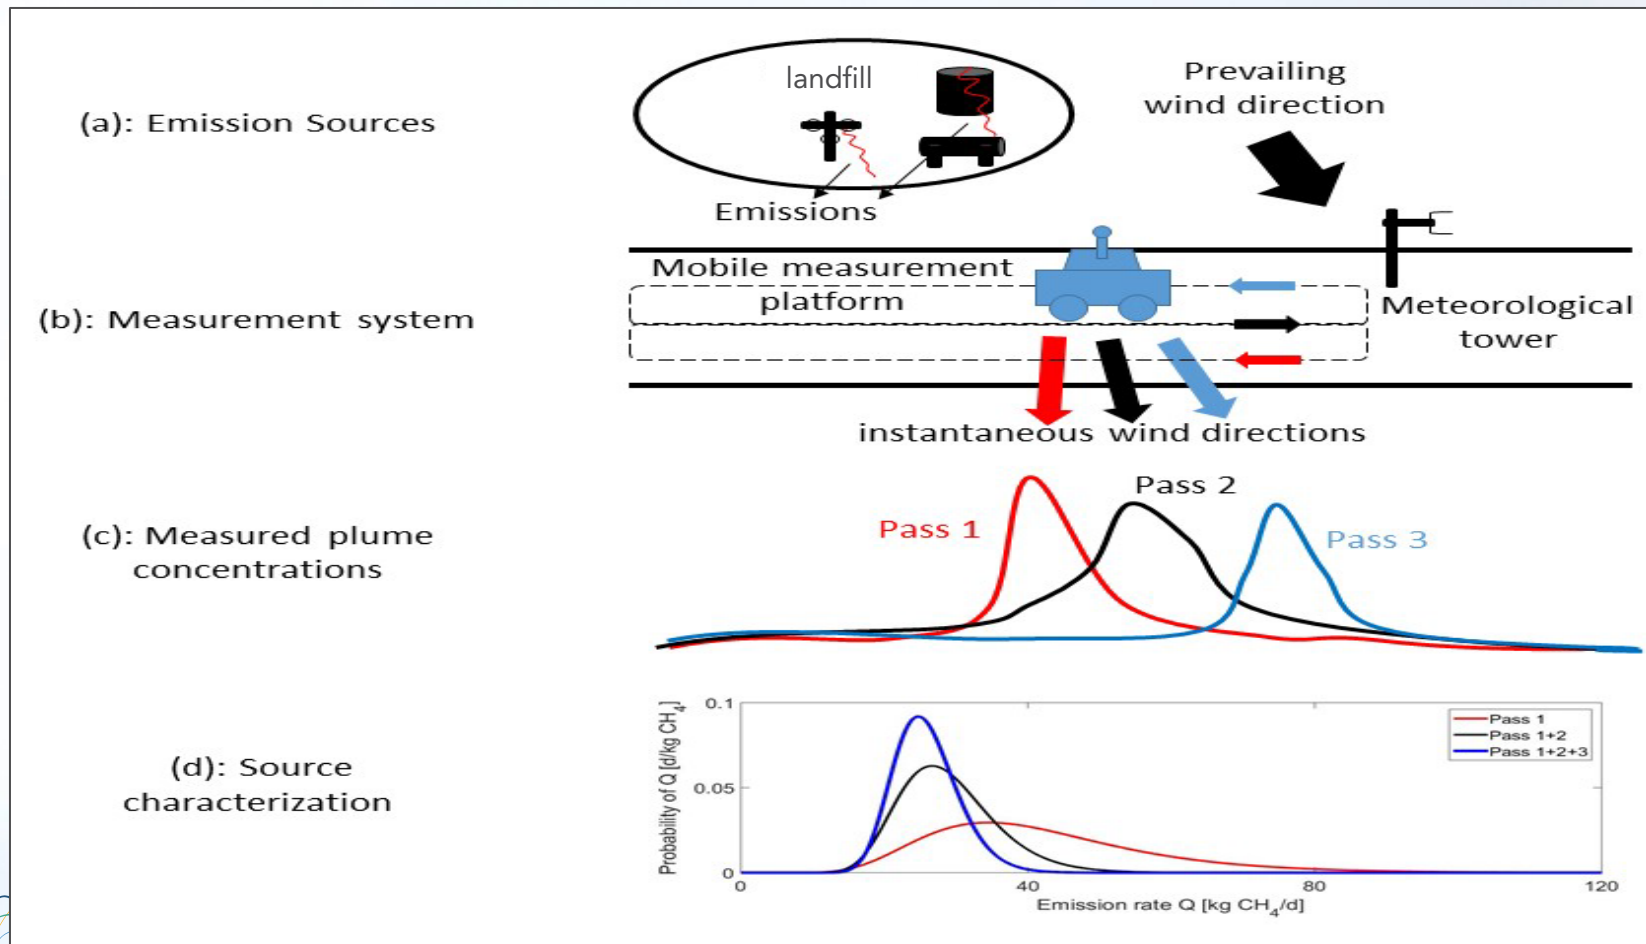 landfill
Prevailing
wind direction
(a): Emission Sources
Emissions
Mobile measurement
platform
(b): Measurement system
Meteorological
tower
instantaneous wind directions
Pass 1
Pass 2
Pass 3
(c): Measured plume
concentrations
(d): Source
characterization
Probability of Q [d/kg CH4]
0.1
0.05
0
Pass 1
Pass 1+2
Pass 1+2+3
0
40
80
120
Emission rate Q [kg CH4/d]